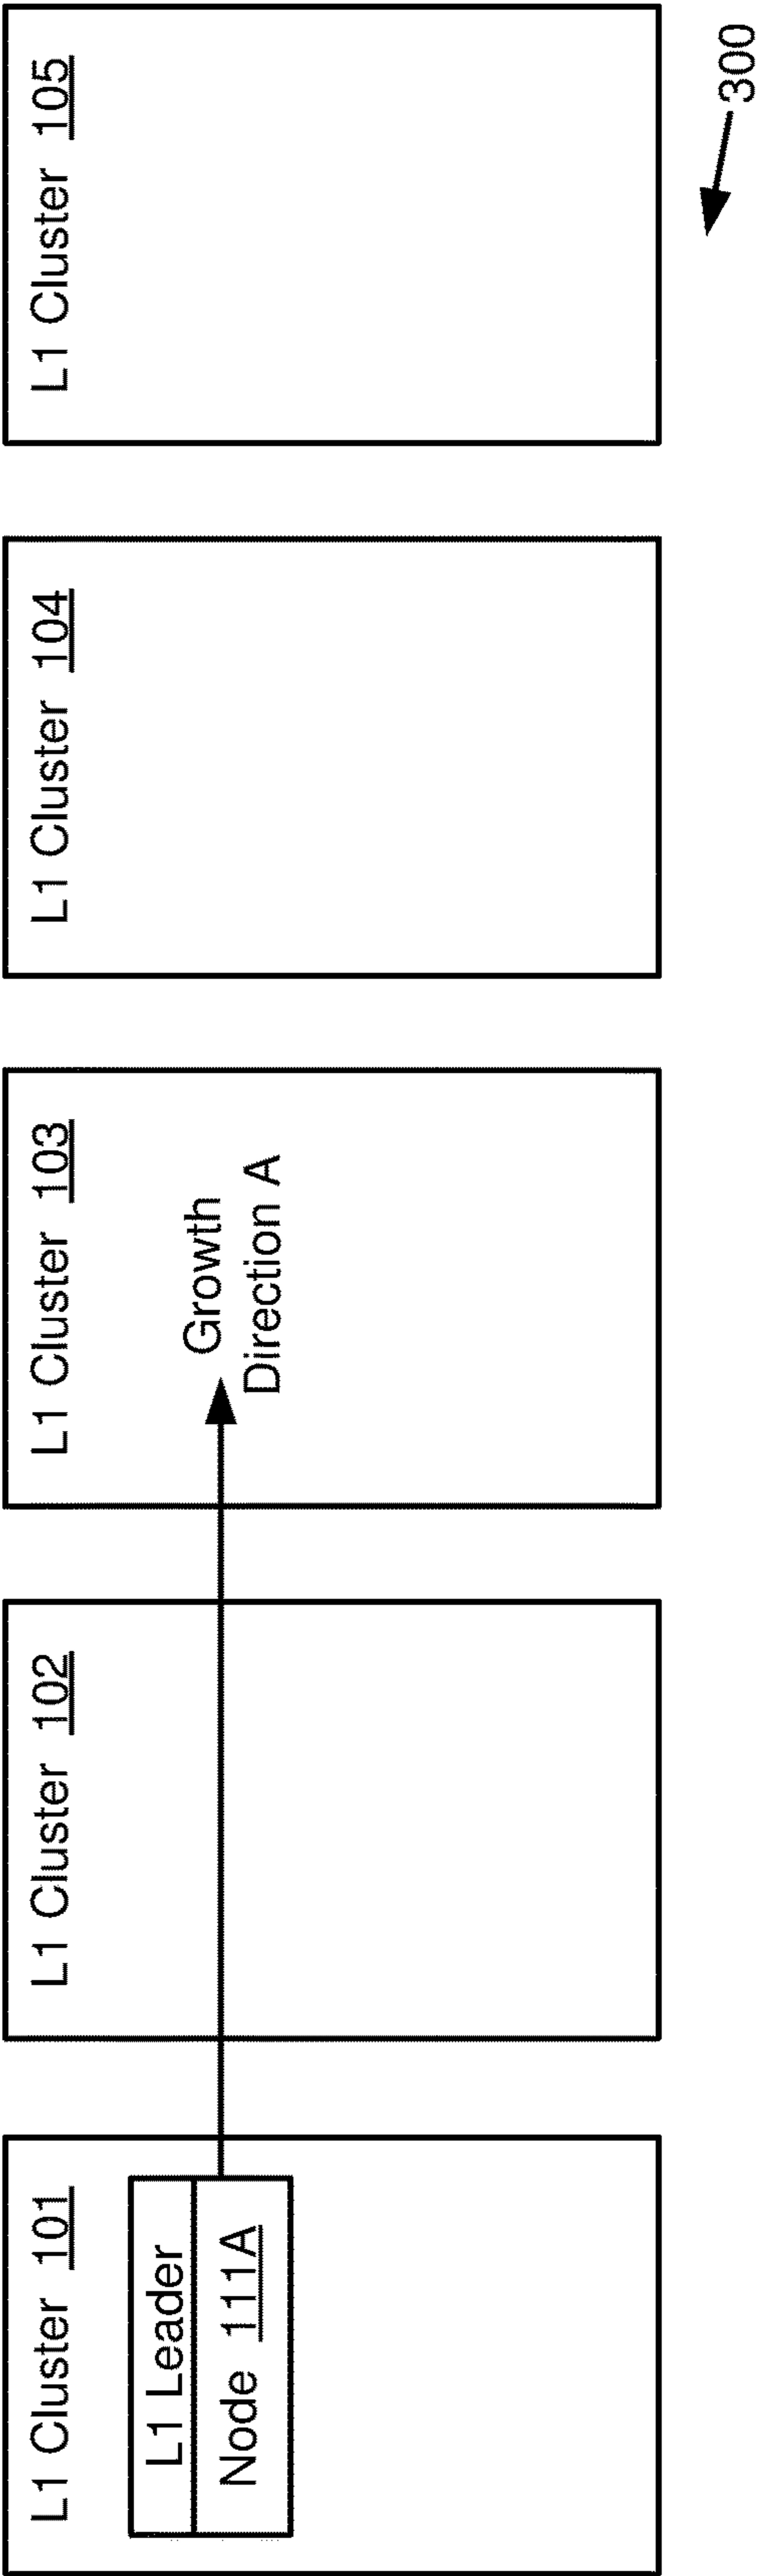 L1 Cluster 101
L1 Leader
Node 111A
L1 Cluster 102
L1 Cluster 103
Growth
Direction A
L1 Cluster 104
L1 Cluster 105
300